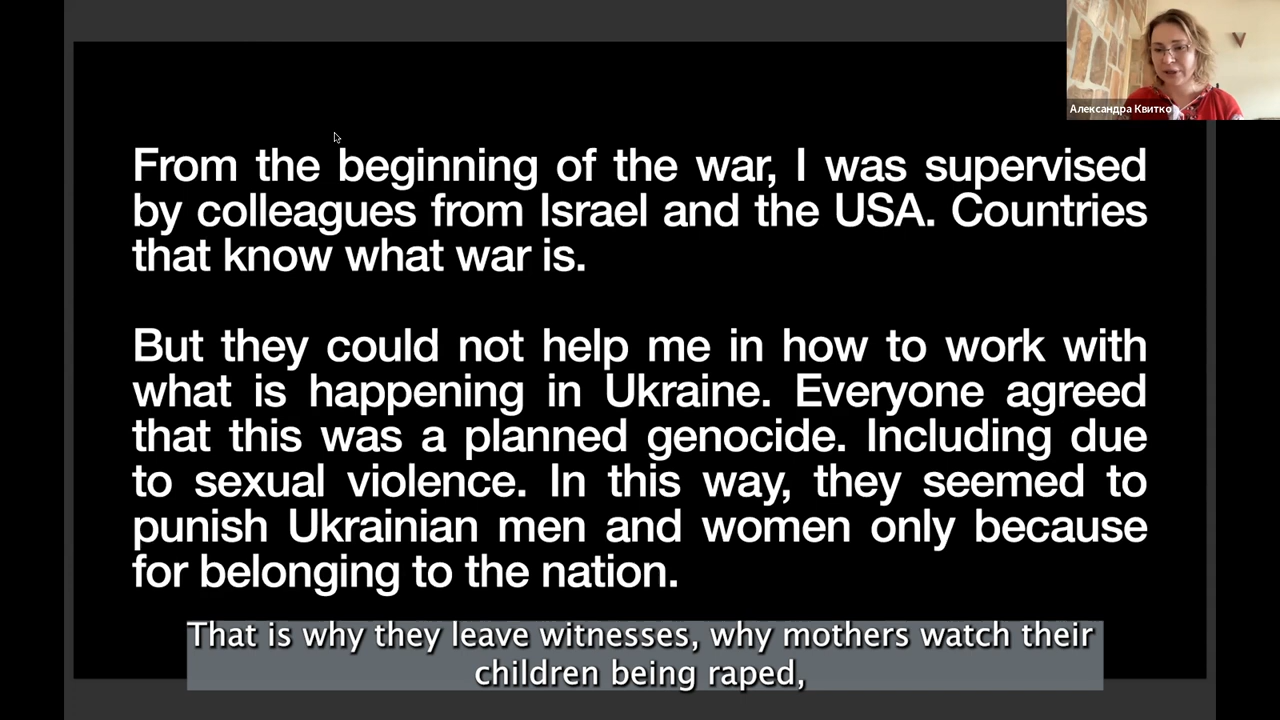 Александра Квитко
From the beginning of the war, I was supervised
by colleagues from Israel and the USA. Countries
that know what war is.
But they could not help me in how to work with
what is happening in Ukraine. Everyone agreed
that this was a planned genocide. Including due
to sexual violence. In this way, they seemed to
punish Ukrainian men and women only because
for belonging to the nation.
That is why they leave witnesses, why mothers watch their
children being raped,